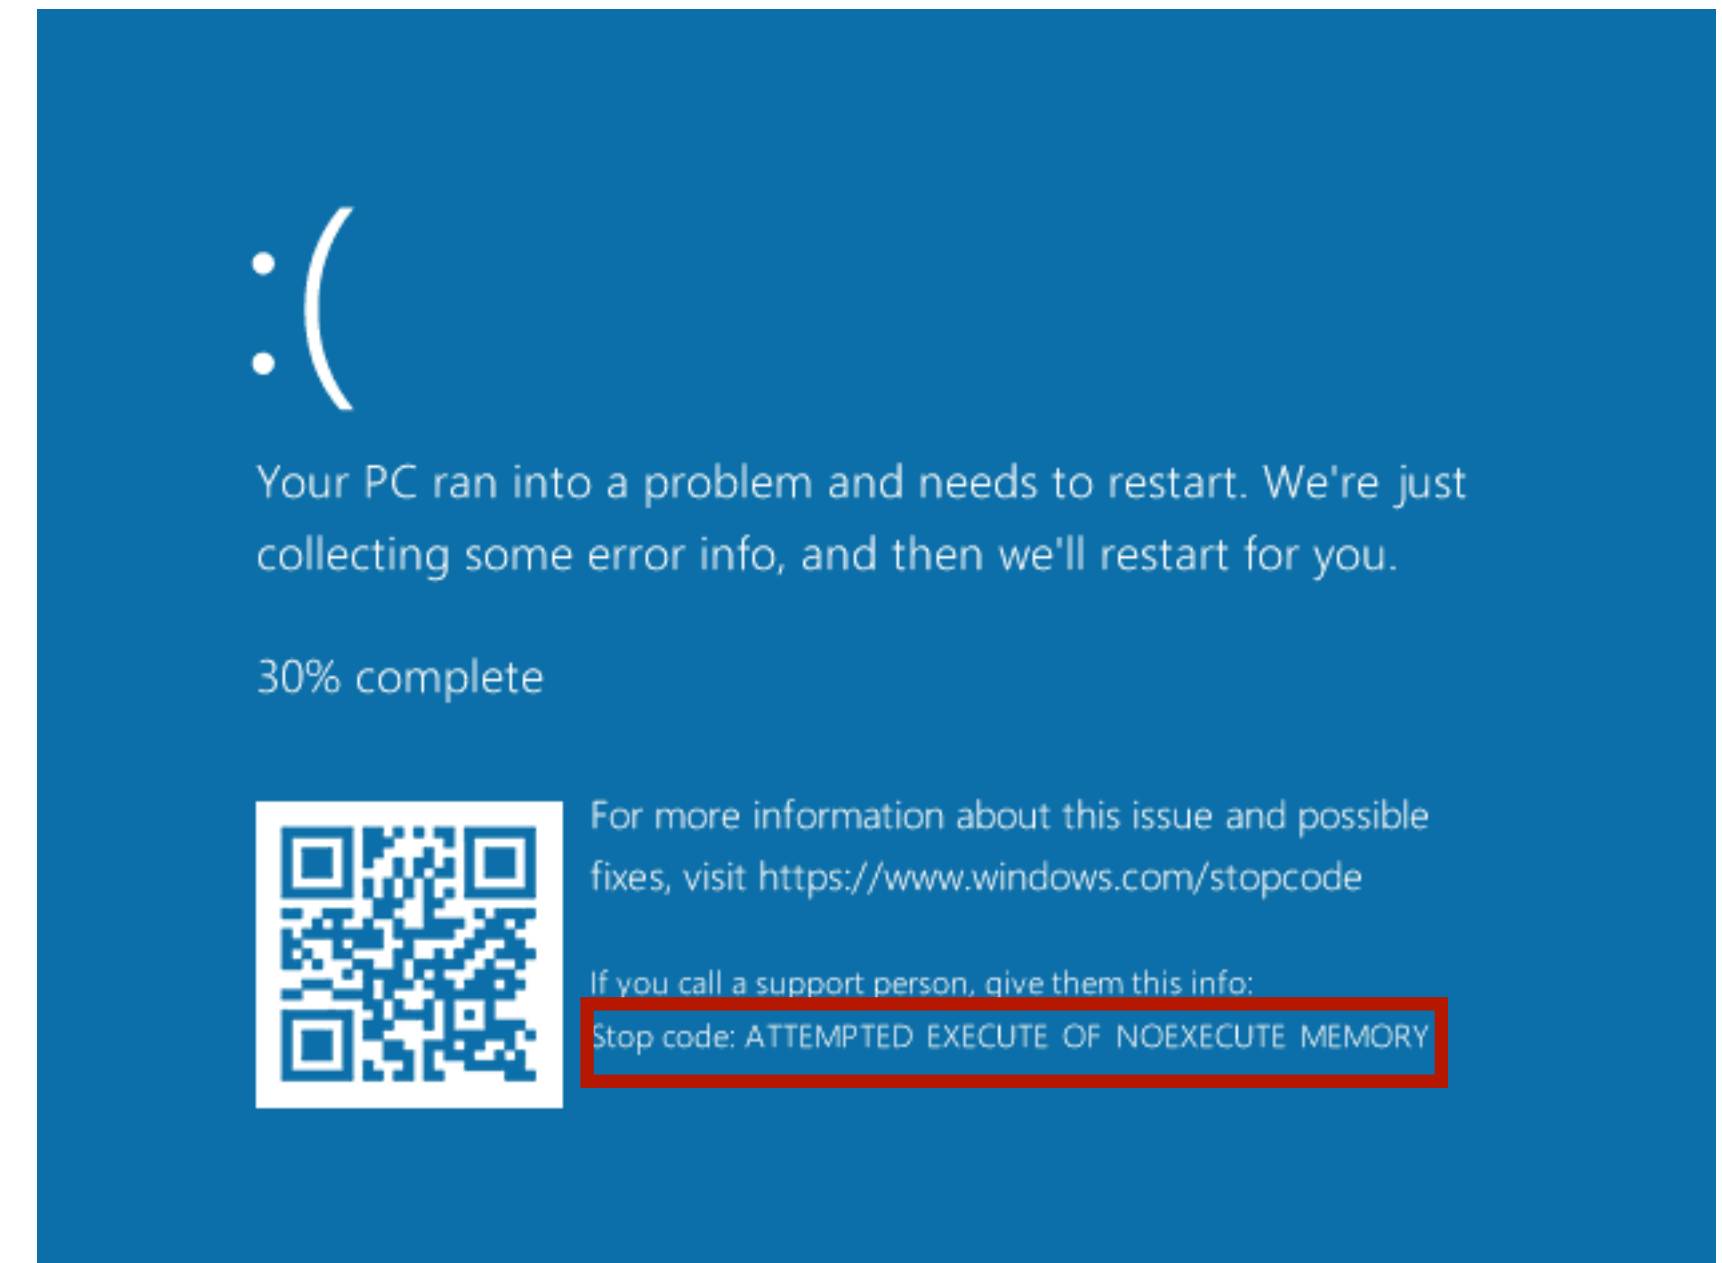 :(
Your PC ran into a problem and needs to restart. We're just
collecting some error info, and then we'll restart for you.
30% complete
For more information about this issue and possible
fixes, visit https://www.windows.com/stopcode
If you call a support person, give them this info:
Stop code: ATTEMPTED EXECUTE OF NOEXECUTE MEMORY